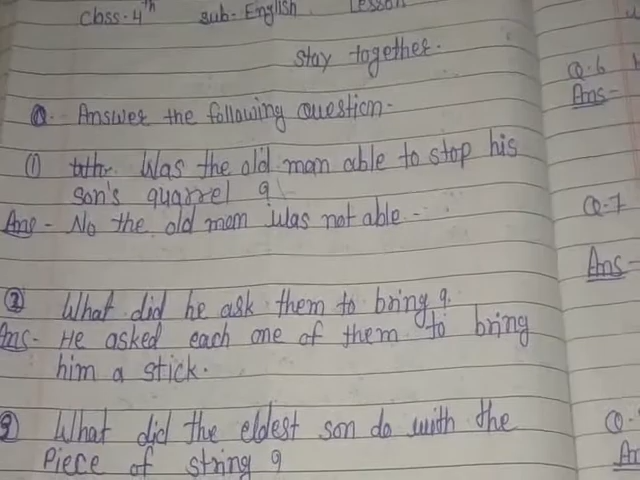 Class-4th sub-English Lesson
Stay together.
Q. Answer the following Question-
(1) Was the old man able to stop his
son's quarrel ?
Ans- No the old mom was not able-
(2) What did he ask them to bring ?
Ans- He asked each one of them to bring
him a stick.
What did the eldest son do with the
Piece of string ?
Q.6
Ans-
Q-7
Ans-